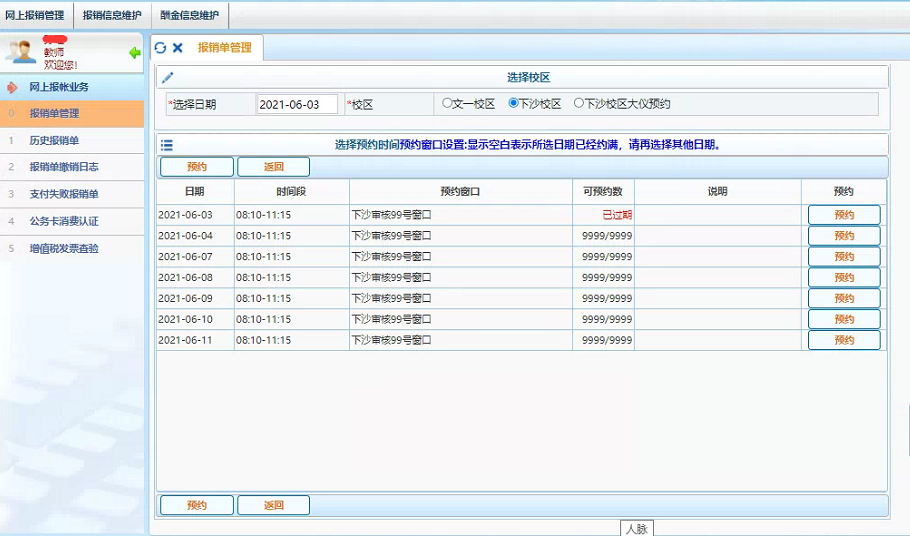 网上报销管理 报销信息维护 酬金信息维护
教师
欢迎您!
网上报帐业务
0 报销单管理
1 历史报销单
2 报销单撤销日志
3 支付失败报销单
4 公务卡消费认证
5 增值税发票查验
报销单管理
选择校区
*选择日期 2021-06-03 *校区 文一校区 下沙校区 下沙校区大仪预约
选择预约时间预约窗口设置:显示空白表示所选日期已经约满，请再选择其他日期。
预约 返回
日期 时间段 预约窗口 可预约数 说明 预约
2021-06-03 08:10-11:15 下沙审核99号窗口 已过期 预约
2021-06-04 08:10-11:15 下沙审核99号窗口 9999/9999 预约
2021-06-07 08:10-11:15 下沙审核99号窗口 9999/9999 预约
2021-06-08 08:10-11:15 下沙审核99号窗口 9999/9999 预约
2021-06-09 08:10-11:15 下沙审核99号窗口 9999/9999 预约
2021-06-10 08:10-11:15 下沙审核99号窗口 9999/9999 预约
2021-06-11 08:10-11:15 下沙审核99号窗口 9999/9999 预约
预约 返回
人脉